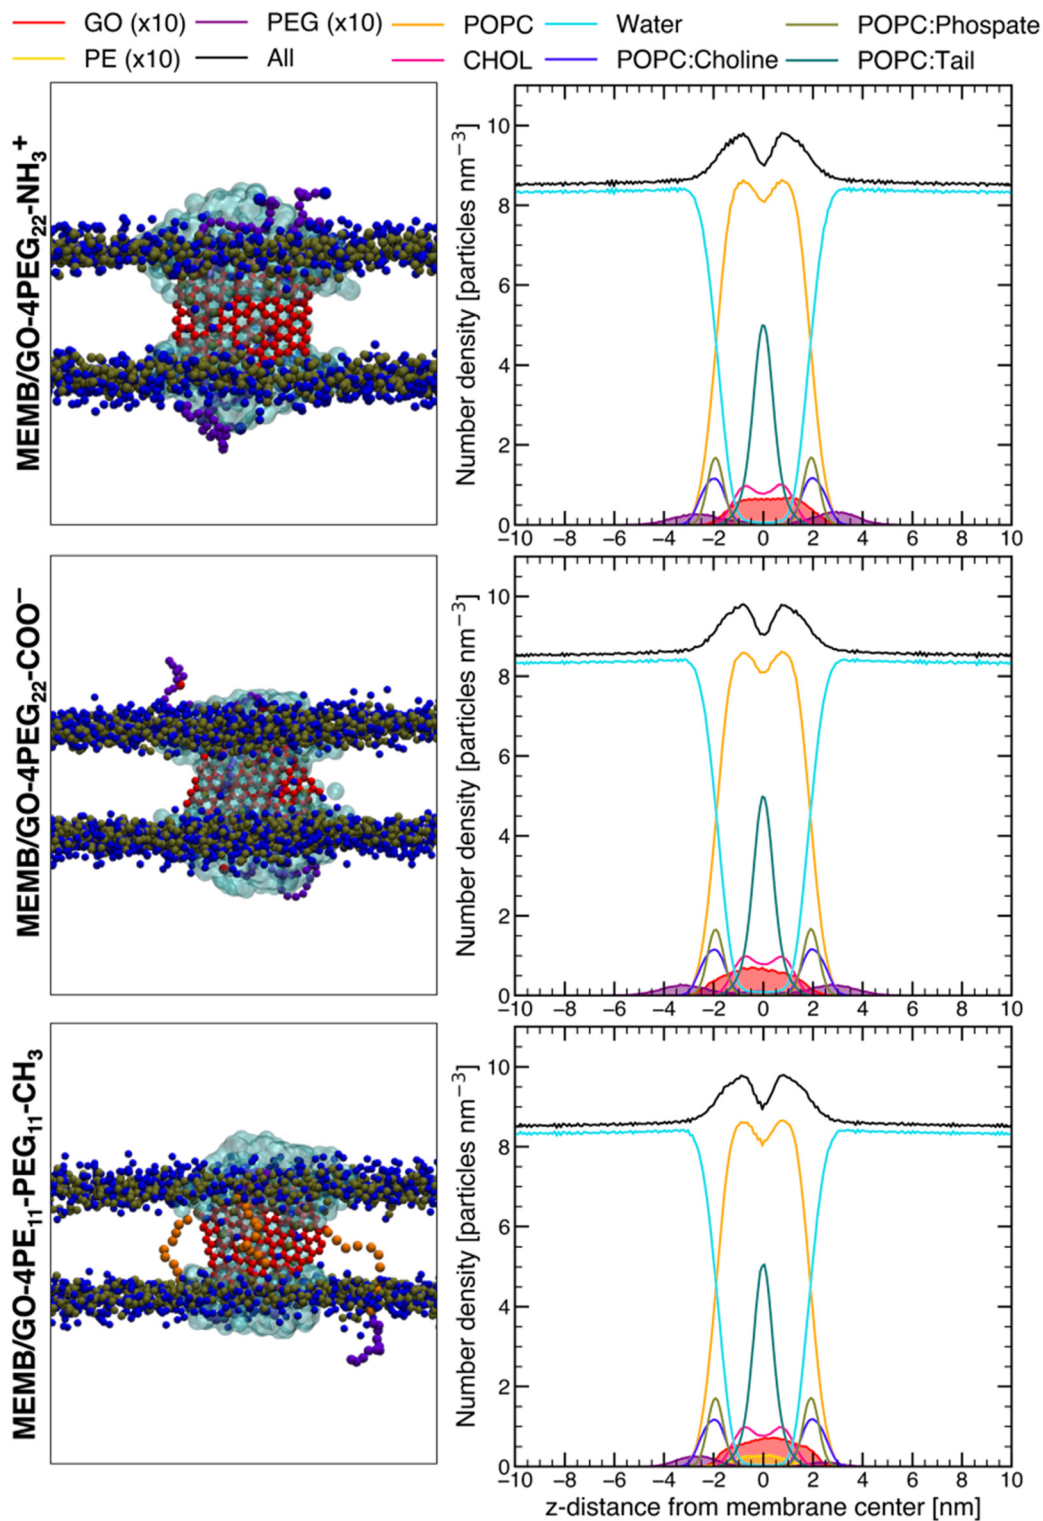 GO (x10) PEG (x10) POPC Water POPC:Phospate
PE (x10) All CHOL POPC:Choline POPC:Tail
MEMB/GO-4PEG22-NH3+
Number density [particles nm−3]
10
8
6
4
2
0
−10 −8 −6 −4 −2 0 2 4 6 8 10
MEMB/GO-4PEG22-COO−
Number density [particles nm−3]
10
8
6
4
2
0
−10 −8 −6 −4 −2 0 2 4 6 8 10
MEMB/GO-4PE11-PEG11-CH3
Number density [particles nm−3]
10
8
6
4
2
0
−10 −8 −6 −4 −2 0 2 4 6 8 10
z-distance from membrane center [nm]